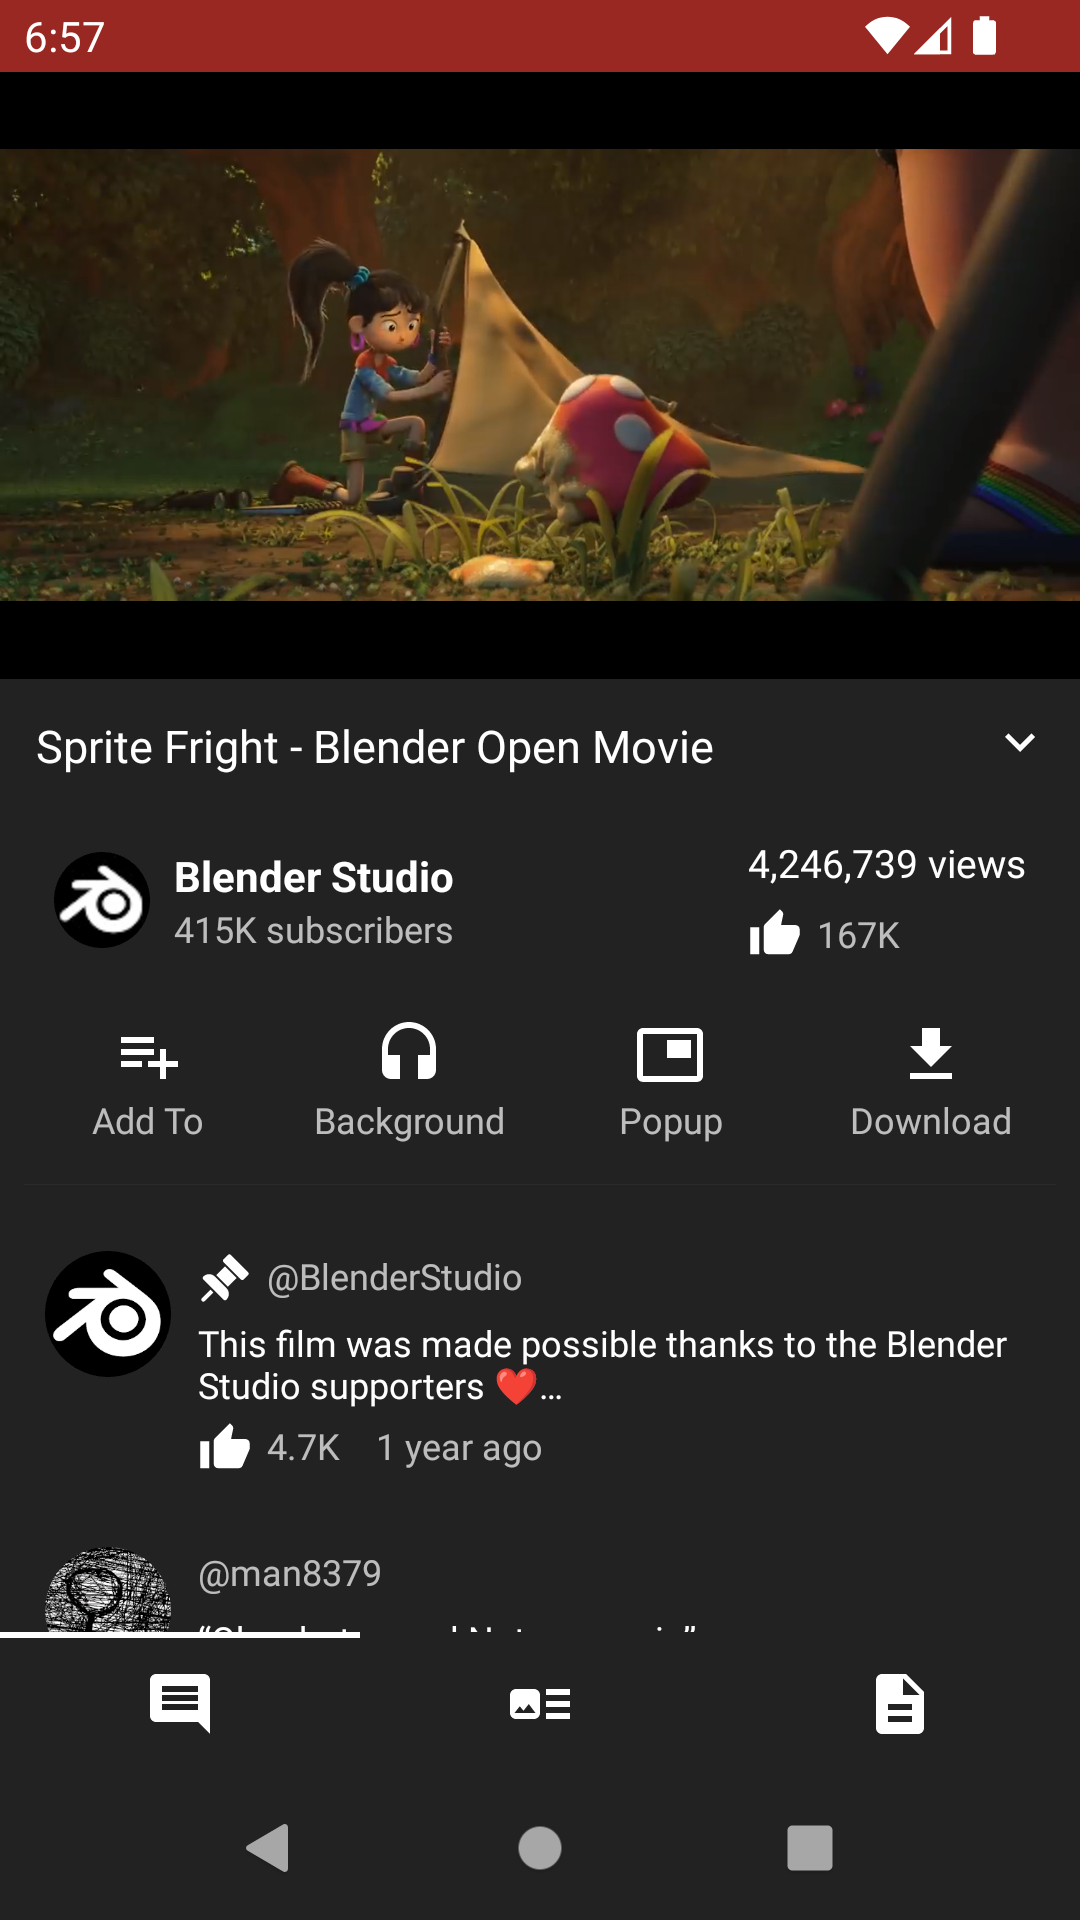 6:57
Sprite Fright - Blender Open Movie
Blender Studio
415K subscribers
4,246,739 views
167K
Add To
Background
Popup
Download
@BlenderStudio
This film was made possible thanks to the Blender
Studio supporters ❤️…
4.7K 1 year ago
@man8379